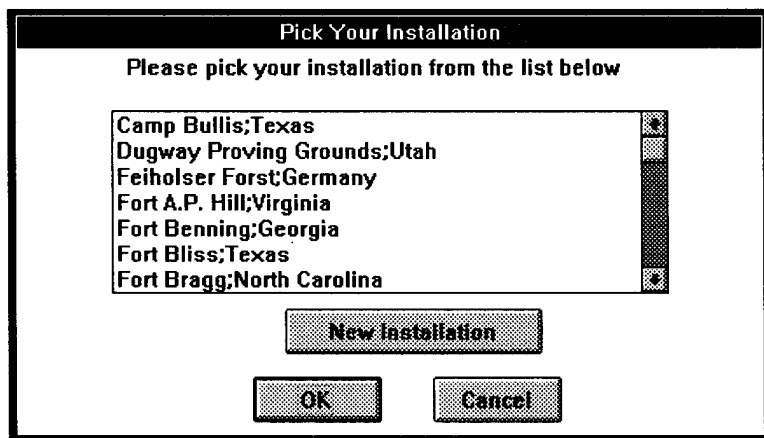 Pick Your Installation
Please pick your installation from the list below
Camp Bullis;Texas
Dugway Proving Grounds;Utah
Feiholser Forst;Germany
Fort A.P. Hill;Virginia
Fort Benning;Georgia
Fort Bliss;Texas
Fort Bragg;North Carolina
New Installation
OK
Cancel